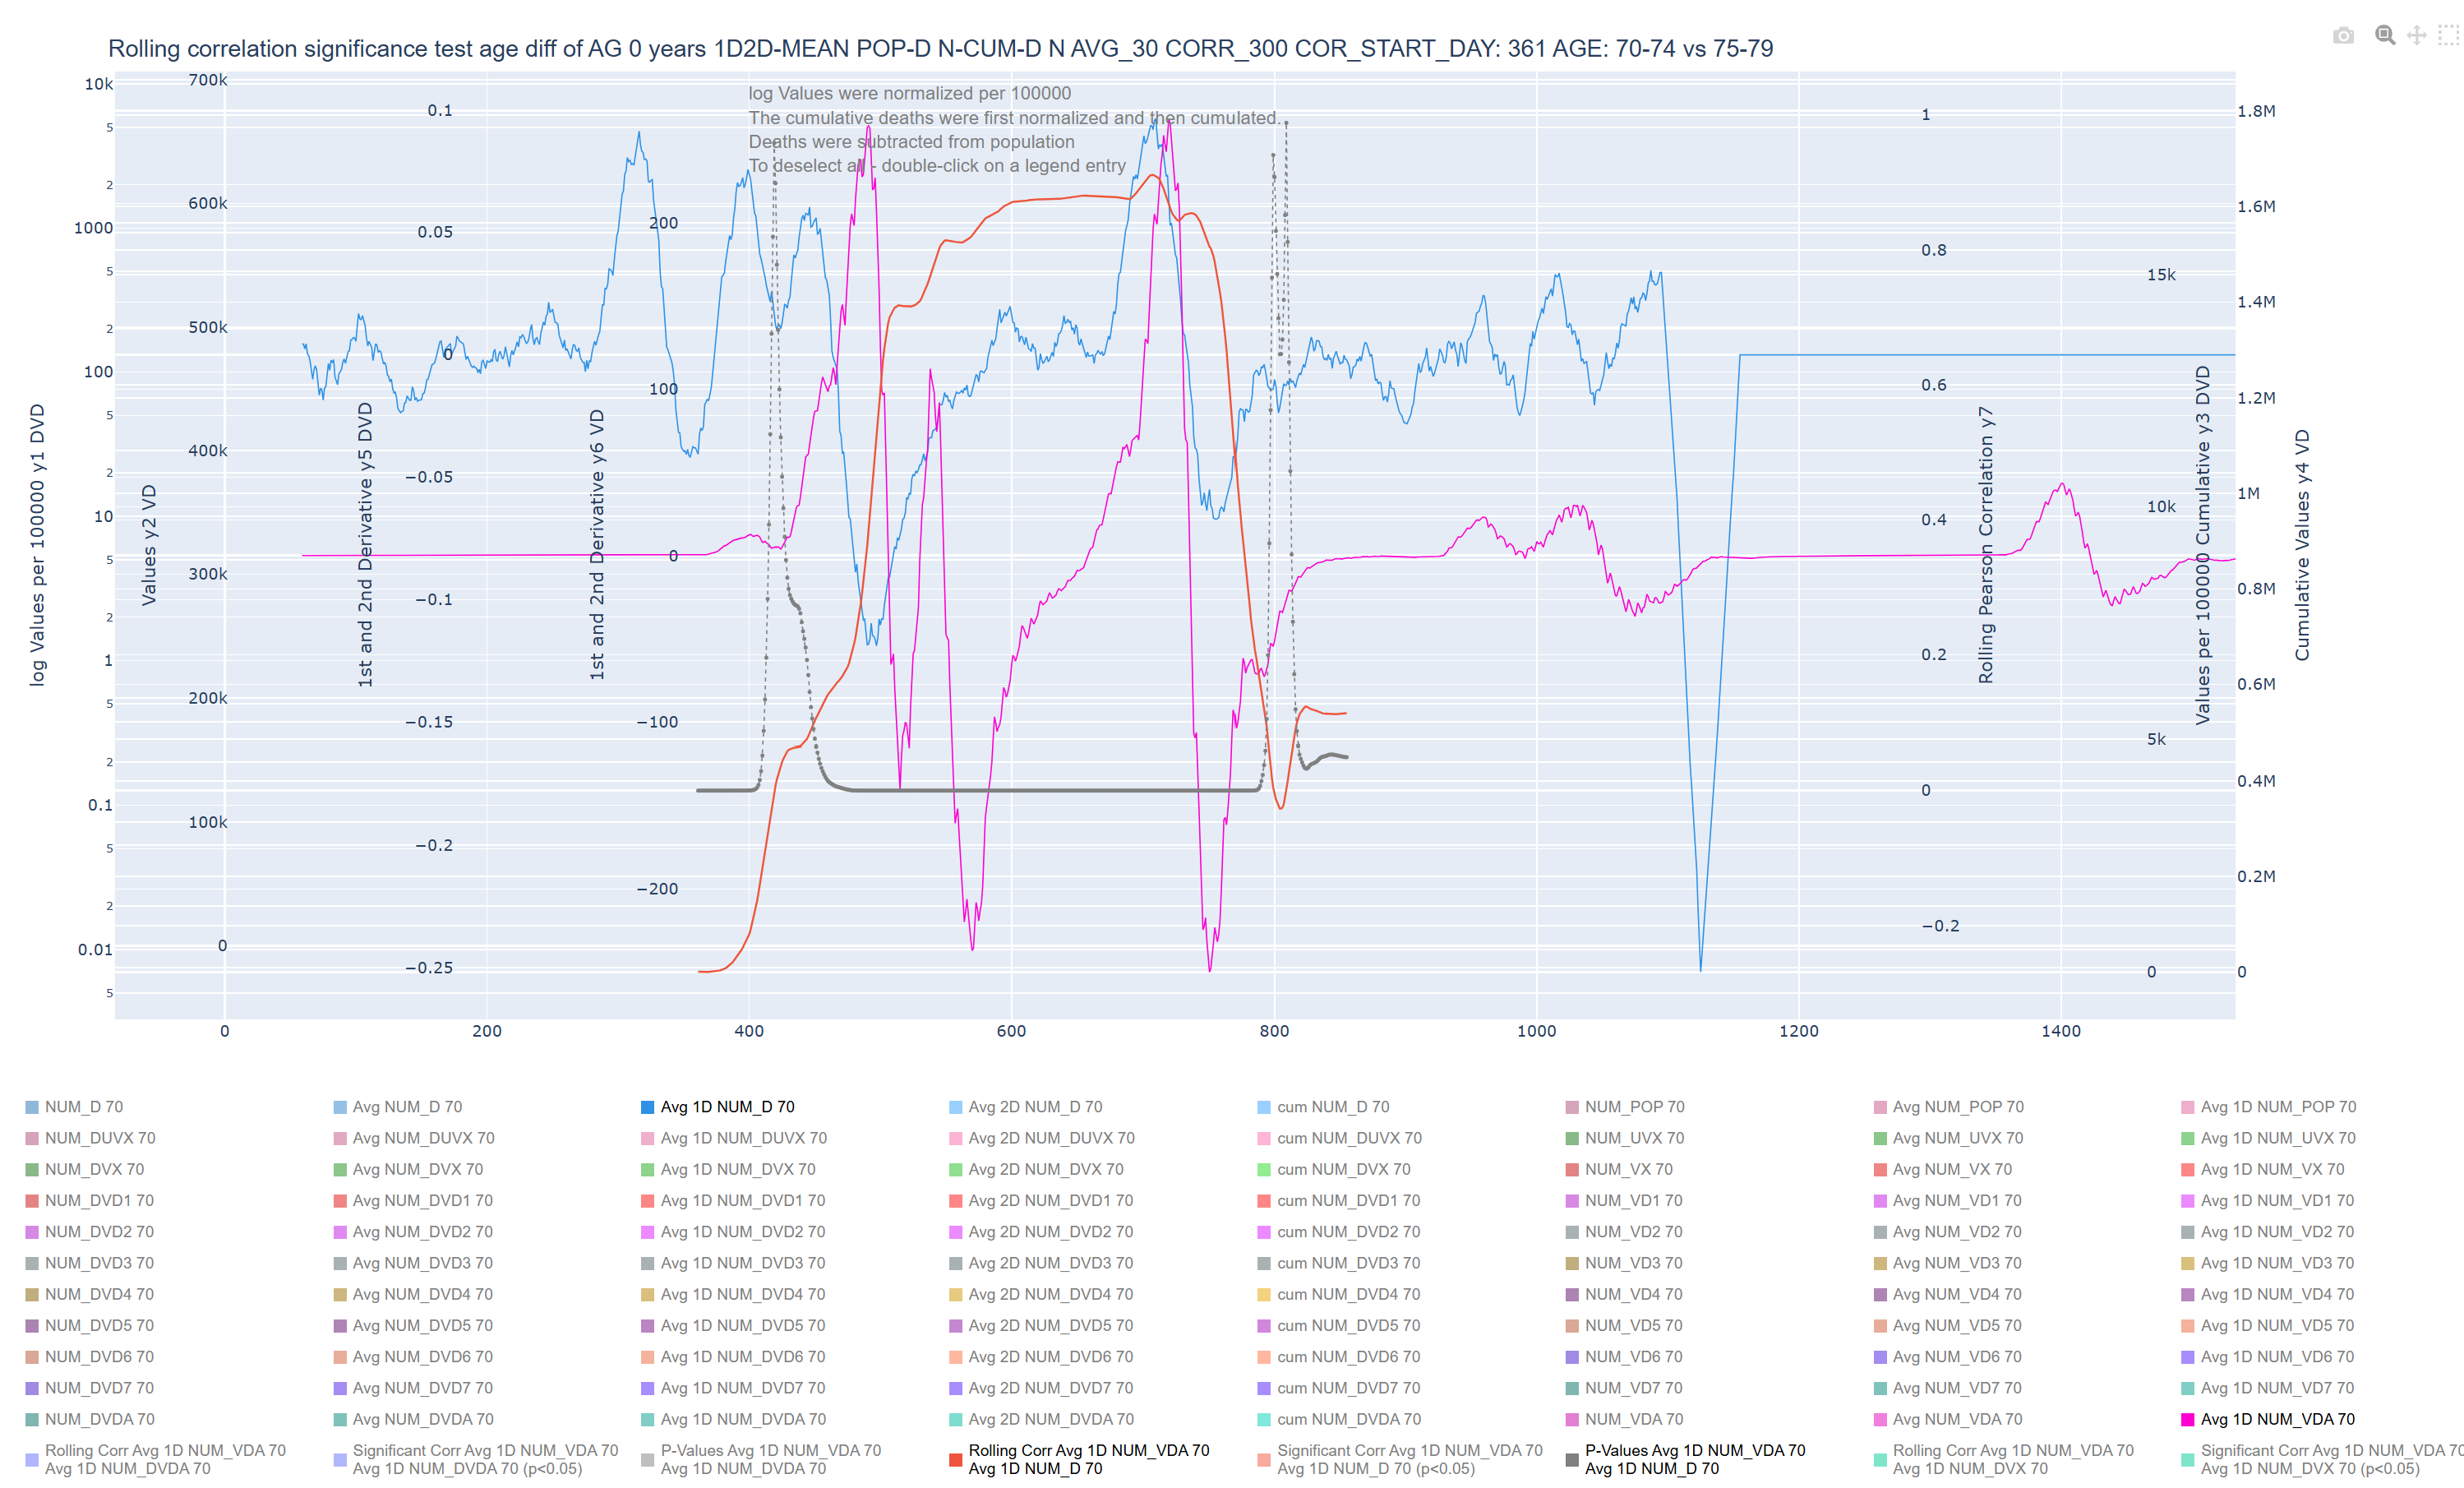 Rolling correlation significance test age diff of AG 0 years 1D2D-MEAN POP-D N-CUM-D N AVG_30 CORR_300 COR_START_DAY: 361 AGE: 70-74 vs 75-79
log Values were normalized per 100000
The cumulative deaths were first normalized and then cumulated.
Deaths were subtracted from population
To deselect all - double-click on a legend entry
log Values per 100000 y1 DVD
10k
5
2
1000
5
2
100
5
2
10
5
2
1
5
2
0.1
5
2
0.01
5
Values y2 VD
700k
600k
500k
400k
300k
200k
100k
0
1st and 2nd Derivative y5 DVD
0.1
0.05
0
−0.05
−0.1
−0.15
−0.2
−0.25
1st and 2nd Derivative y6 VD
200
100
0
−100
−200
Rolling Pearson Correlation y7
1
0.8
0.6
0.4
0.2
0
−0.2
Values per 100000 Cumulative y3 DVD
15k
10k
5k
0
Cumulative Values y4 VD
1.8M
1.6M
1.4M
1.2M
1M
0.8M
0.6M
0.4M
0.2M
0
0 200 400 600 800 1000 1200 1400
NUM_D 70 Avg NUM_D 70 Avg 1D NUM_D 70 Avg 2D NUM_D 70 cum NUM_D 70 NUM_POP 70 Avg NUM_POP 70 Avg 1D NUM_POP 70
NUM_DUVX 70 Avg NUM_DUVX 70 Avg 1D NUM_DUVX 70 Avg 2D NUM_DUVX 70 cum NUM_DUVX 70 NUM_UVX 70 Avg NUM_UVX 70 Avg 1D NUM_UVX 70
NUM_DVX 70 Avg NUM_DVX 70 Avg 1D NUM_DVX 70 Avg 2D NUM_DVX 70 cum NUM_DVX 70 NUM_VX 70 Avg NUM_VX 70 Avg 1D NUM_VX 70
NUM_DVD1 70 Avg NUM_DVD1 70 Avg 1D NUM_DVD1 70 Avg 2D NUM_DVD1 70 cum NUM_DVD1 70 NUM_VD1 70 Avg NUM_VD1 70 Avg 1D NUM_VD1 70
NUM_DVD2 70 Avg NUM_DVD2 70 Avg 1D NUM_DVD2 70 Avg 2D NUM_DVD2 70 cum NUM_DVD2 70 NUM_VD2 70 Avg NUM_VD2 70 Avg 1D NUM_VD2 70
NUM_DVD3 70 Avg NUM_DVD3 70 Avg 1D NUM_DVD3 70 Avg 2D NUM_DVD3 70 cum NUM_DVD3 70 NUM_VD3 70 Avg NUM_VD3 70 Avg 1D NUM_VD3 70
NUM_DVD4 70 Avg NUM_DVD4 70 Avg 1D NUM_DVD4 70 Avg 2D NUM_DVD4 70 cum NUM_DVD4 70 NUM_VD4 70 Avg NUM_VD4 70 Avg 1D NUM_VD4 70
NUM_DVD5 70 Avg NUM_DVD5 70 Avg 1D NUM_DVD5 70 Avg 2D NUM_DVD5 70 cum NUM_DVD5 70 NUM_VD5 70 Avg NUM_VD5 70 Avg 1D NUM_VD5 70
NUM_DVD6 70 Avg NUM_DVD6 70 Avg 1D NUM_DVD6 70 Avg 2D NUM_DVD6 70 cum NUM_DVD6 70 NUM_VD6 70 Avg NUM_VD6 70 Avg 1D NUM_VD6 70
NUM_DVD7 70 Avg NUM_DVD7 70 Avg 1D NUM_DVD7 70 Avg 2D NUM_DVD7 70 cum NUM_DVD7 70 NUM_VD7 70 Avg NUM_VD7 70 Avg 1D NUM_VD7 70
NUM_DVDA 70 Avg NUM_DVDA 70 Avg 1D NUM_DVDA 70 Avg 2D NUM_DVDA 70 cum NUM_DVDA 70 NUM_VDA 70 Avg NUM_VDA 70 Avg 1D NUM_VDA 70
Rolling Corr Avg 1D NUM_VDA 70
Avg 1D NUM_DVDA 70
Significant Corr Avg 1D NUM_VDA 70
Avg 1D NUM_DVDA 70 (p<0.05)
P-Values Avg 1D NUM_VDA 70
Avg 1D NUM_DVDA 70
Rolling Corr Avg 1D NUM_VDA 70
Avg 1D NUM_D 70
Significant Corr Avg 1D NUM_VDA 70
Avg 1D NUM_D 70 (p<0.05)
P-Values Avg 1D NUM_VDA 70
Avg 1D NUM_D 70
Rolling Corr Avg 1D NUM_VDA 70
Avg 1D NUM_DVX 70
Significant Corr Avg 1D NUM_VDA 70
Avg 1D NUM_DVX 70 (p<0.05)